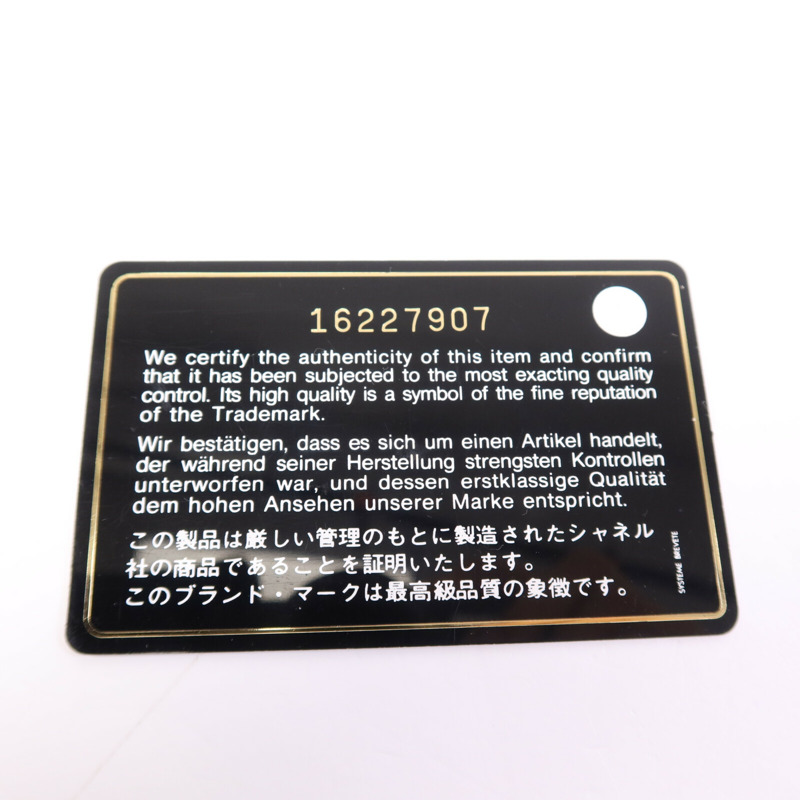 16227907
We certify the authenticity of this item and confirm
that it has been subjected to the most exacting quality
control. Its high quality is a symbol of the fine reputation
of the Trademark.
Wir bestätigen, dass es sich um einen Artikel handelt,
der während seiner Herstellung strengsten Kontrollen
unterworfen war, und dessen erstklassige Qualität
dem hohen Ansehen unserer Marke entspricht.
この製品は厳しい管理のもとに製造されたシャネル
社の商品であることを証明いたします。
このブランド・マークは最高級品質の象徴です。
SYSTEME BREVETE